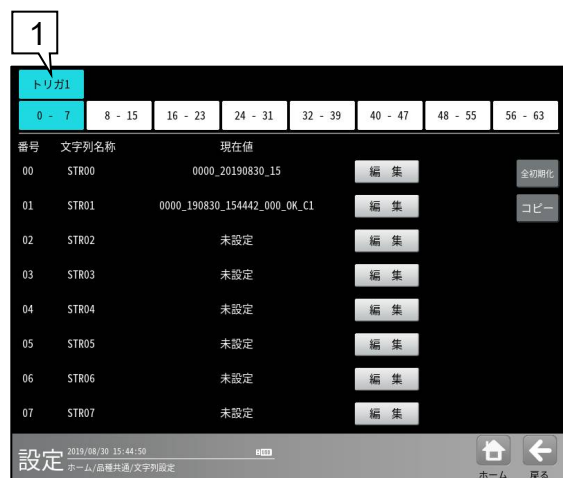 1
トリガ1
0 - 7 8 - 15 16 - 23 24 - 31 32 - 39 40 - 47 48 - 55 56 - 63
番号 文字列名称 現在値
00 STR00 0000_20190830_15 編 集 全初期化
01 STR01 0000_190830_154442_000_OK_C1 編 集 コピー
02 STR02 未設定 編 集
03 STR03 未設定 編 集
04 STR04 未設定 編 集
05 STR05 未設定 編 集
06 STR06 未設定 編 集
07 STR07 未設定 編 集
設定 2019/08/30 15:44:50
ホーム/品種共通/文字列設定
ホーム 戻る